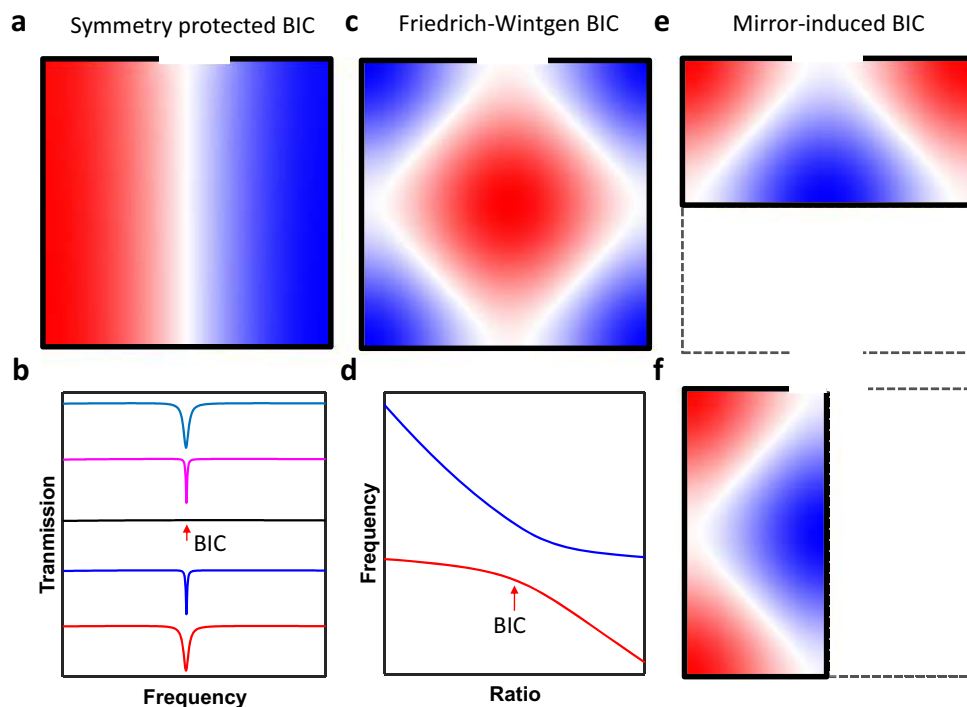 a Symmetry protected BIC
c Friedrich-Wintgen BIC
e Mirror-induced BIC
b
Tranmission
BIC
Frequency
d
Frequency
BIC
Ratio
f